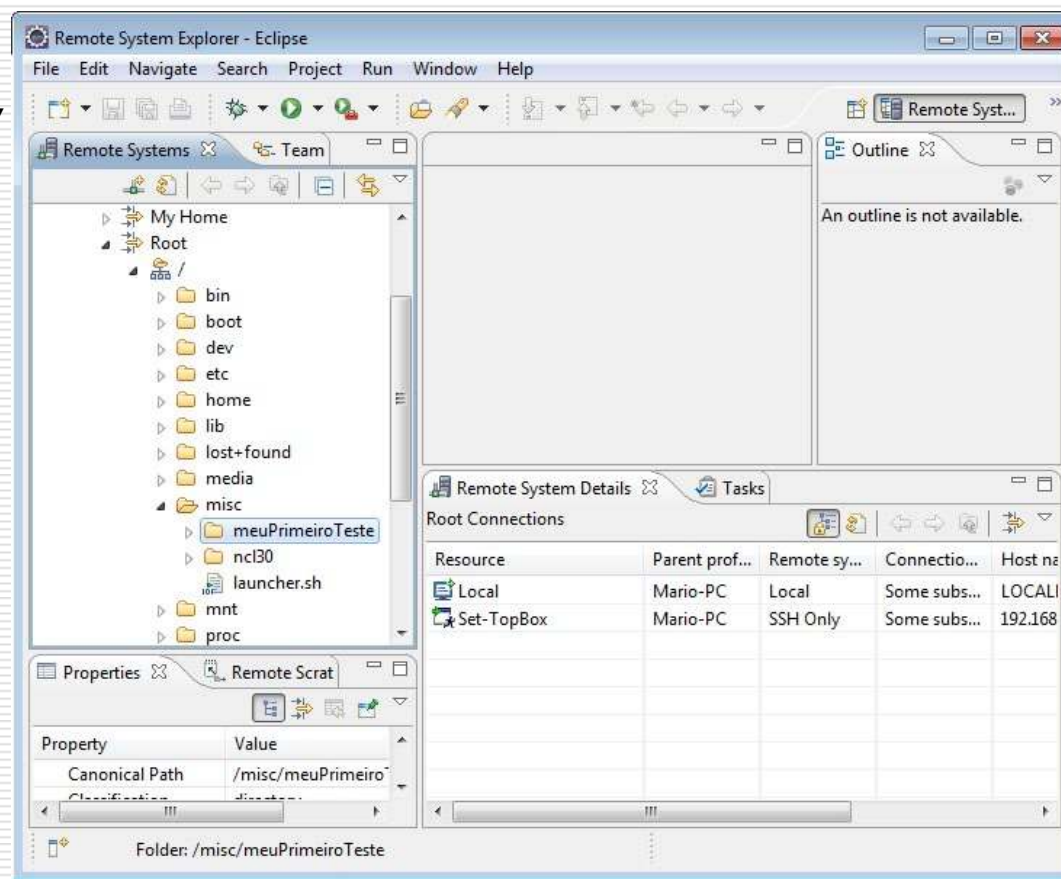 Remote System Explorer - Eclipse
File Edit Navigate Search Project Run Window Help
Remote Syst...
Remote Systems
Team
My Home
Root
/
bin
boot
dev
etc
home
lib
lost+found
media
misc
meuPrimeiroTeste
ncl30
launcher.sh
mnt
proc
Outline
An outline is not available.
Remote System Details
Tasks
Root Connections
Resource Parent prof... Remote sy... Connectio... Host na
Local Mario-PC Local Some subs... LOCALI
Set-TopBox Mario-PC SSH Only Some subs... 192.168
Properties
Remote Scrat
Property Value
Canonical Path /misc/meuPrimeiro
Folder: /misc/meuPrimeiroTeste